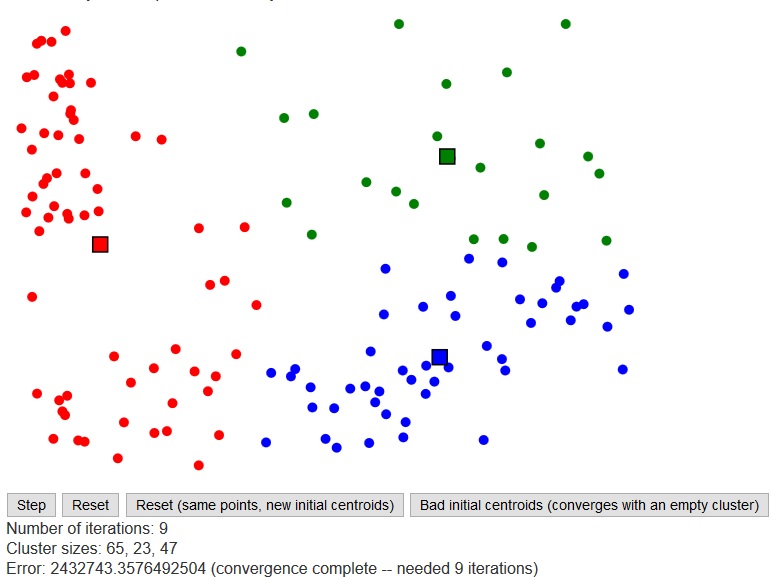 Step Reset Reset (same points, new initial centroids) Bad initial centroids (converges with an empty cluster)
Number of iterations: 9
Cluster sizes: 65, 23, 47
Error: 2432743.3576492504 (convergence complete -- needed 9 iterations)